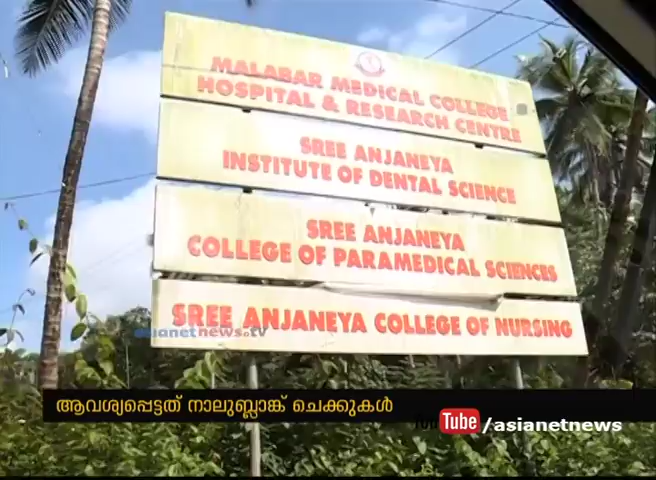 MALABAR MEDICAL COLLEGE
HOSPITAL & RESEARCH CENTRE
SREE ANJANEYA
INSTITUTE OF DENTAL SCIENCE
SREE ANJANEYA
COLLEGE OF PARAMEDICAL SCIENCES
SREE ANJANEYA COLLEGE OF NURSING
asianetnews.tv
ആവശ്യപ്പെട്ടത് നാലുബ്ലാങ്ക് ചെക്കുകൾ
YouTube /asianetnews